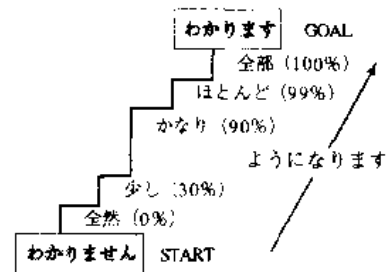 わかります GOAL
全部 (100%)
ほとんど (99%)
かなり (90%)
ようになります
少し (30%)
全然 (0%)
わかりません START